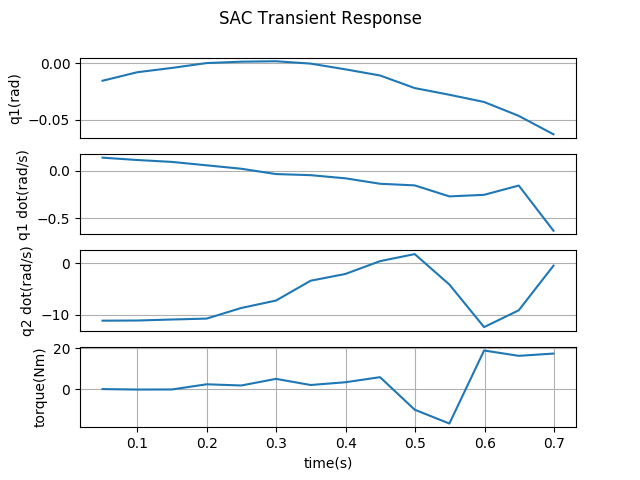 SAC Transient Response
q1(rad)
0.00
−0.05
q1 dot(rad/s)
0.0
−0.5
q2 dot(rad/s)
0
−10
torque(Nm)
20
0
0.1 0.2 0.3 0.4 0.5 0.6 0.7
time(s)